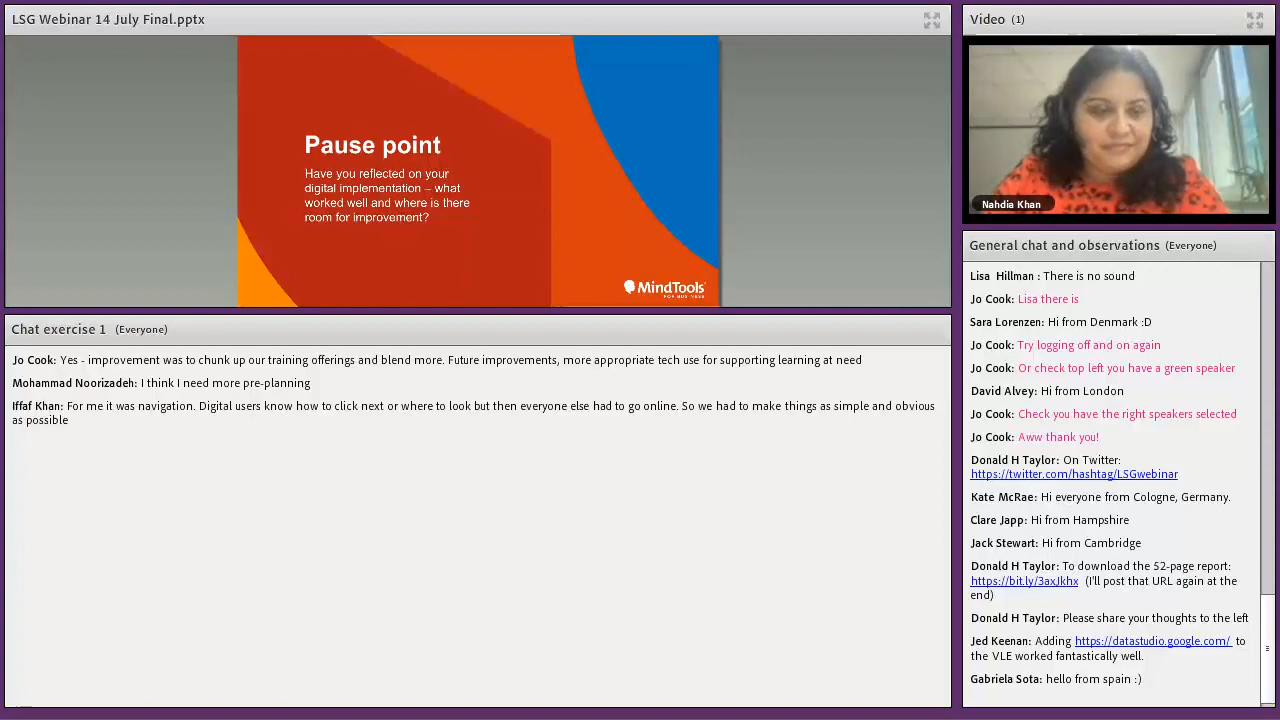 LSG Webinar 14 July Final.pptx
Pause point
Have you reflected on your
digital implementation – what
worked well and where is there
room for improvement?
MindTools
FOR BUSINESS
Chat exercise 1 (Everyone)
Jo Cook: Yes - improvement was to chunk up our training offerings and blend more. Future improvements, more appropriate tech use for supporting learning at need
Mohammad Noorizadeh: I think I need more pre-planning
Iffaf Khan: For me it was navigation. Digital users know how to click next or where to look but then everyone else had to go online. So we had to make things as simple and obvious
as possible
Video (1)
Nahdia Khan
General chat and observations (Everyone)
Lisa Hillman : There is no sound
Jo Cook: Lisa there is
Sara Lorenzen: Hi from Denmark :D
Jo Cook: Try logging off and on again
Jo Cook: Or check top left you have a green speaker
David Alvey: Hi from London
Jo Cook: Check you have the right speakers selected
Jo Cook: Aww thank you!
Donald H Taylor: On Twitter:
https://twitter.com/hashtag/LSGwebinar
Kate McRae: Hi everyone from Cologne, Germany.
Clare Japp: Hi from Hampshire
Jack Stewart: Hi from Cambridge
Donald H Taylor: To download the 52-page report:
https://bit.ly/3axJkhx (I'll post that URL again at the
end)
Donald H Taylor: Please share your thoughts to the left
Jed Keenan: Adding https://datastudio.google.com/ to
the VLE worked fantastically well.
Gabriela Sota: hello from spain :)